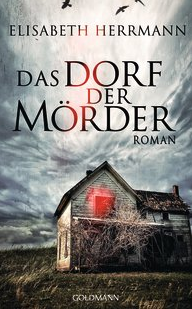 ELISABETH HERRMANN
DAS DORF
DER
MÖRDER
ROMAN
GOLDMANN